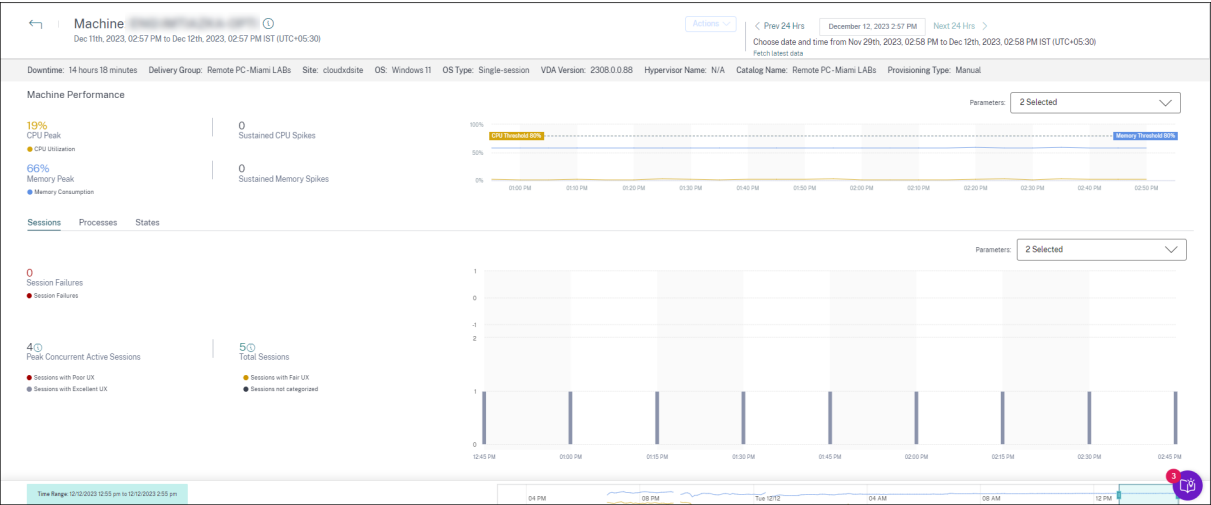 Machine
Actions
Prev 24 Hrs
December 12, 2023 2:57 PM
Next 24 Hrs
Dec 11th, 2023, 02:57 PM to Dec 12th, 2023, 02:57 PM IST (UTC+05:30)
Choose date and time from Nov 29th, 2023, 02:58 PM to Dec 12th, 2023, 02:58 PM IST (UTC+05:30)
Fetch latest data
Downtime: 14 hours 18 minutes Delivery Group: Remote PC-Miami LABs Site: cloudxdsite OS: Windows 11 OS Type: Single-session VDA Version: 2308.0.0.88 Hypervisor Name: N/A Catalog Name: Remote PC-Miami LABs Provisioning Type: Manual
Machine Performance
Parameters: 2 Selected
19%
CPU Peak
CPU Utilization
0
Sustained CPU Spikes
66%
Memory Peak
Memory Consumption
0
Sustained Memory Spikes
100%
CPU Threshold 80%
Memory Threshold 80%
50%
0%
01:00 PM 01:10 PM 01:20 PM 01:30 PM 01:40 PM 01:50 PM 02:00 PM 02:10 PM 02:20 PM 02:30 PM 02:40 PM 02:50 PM
Sessions Processes States
Parameters: 2 Selected
0
Session Failures
Session Failures
1
0
-1
4
Peak Concurrent Active Sessions
5
Total Sessions
Sessions with Poor UX
Sessions with Fair UX
Sessions with Excellent UX
Sessions not categorized
2
1
0
12:45 PM 01:00 PM 01:15 PM 01:30 PM 01:45 PM 02:00 PM 02:15 PM 02:30 PM 02:45 PM
3
Time Range: 12/12/2023 12:55 pm to 12/12/2023 2:55 pm
04 PM 08 PM Tue 12/12 04 AM 08 AM 12 PM